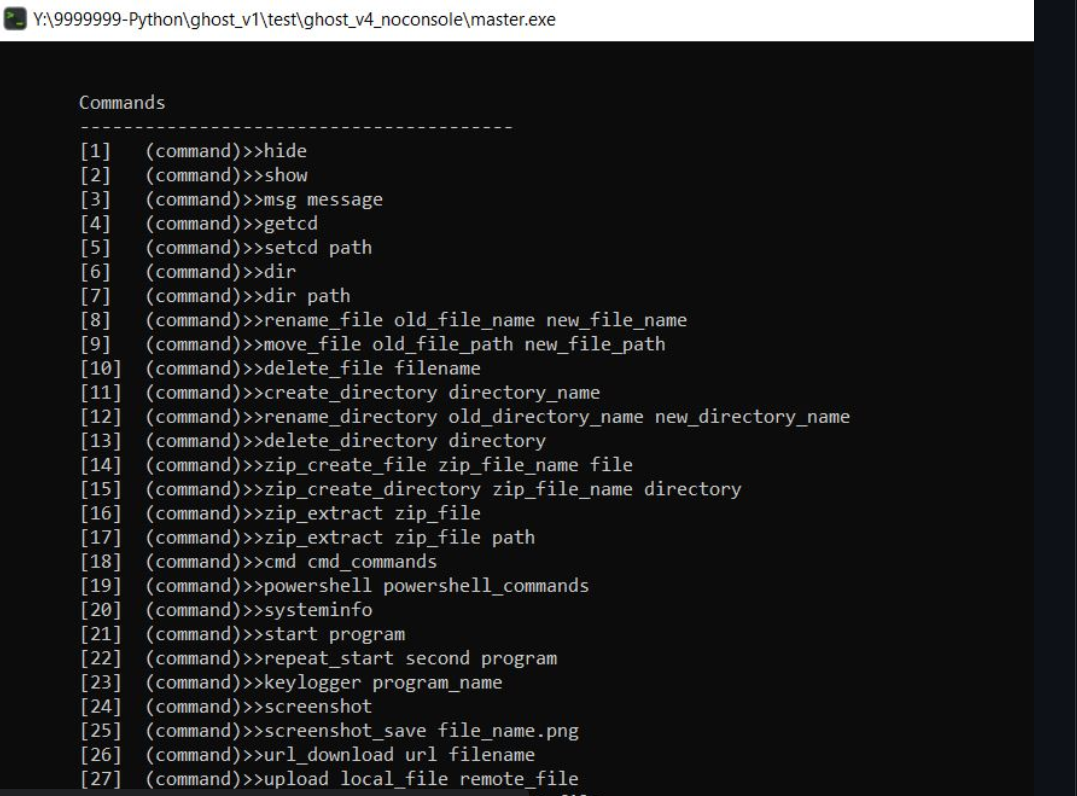 Y:\9999999-Python\ghost_v1\test\ghost_v4_noconsole\master.exe
Commands
----------------------------------------
[1] (command)>>hide
[2] (command)>>show
[3] (command)>>msg message
[4] (command)>>getcd
[5] (command)>>setcd path
[6] (command)>>dir
[7] (command)>>dir path
[8] (command)>>rename_file old_file_name new_file_name
[9] (command)>>move_file old_file_path new_file_path
[10] (command)>>delete_file filename
[11] (command)>>create_directory directory_name
[12] (command)>>rename_directory old_directory_name new_directory_name
[13] (command)>>delete_directory directory
[14] (command)>>zip_create_file zip_file_name file
[15] (command)>>zip_create_directory zip_file_name directory
[16] (command)>>zip_extract zip_file
[17] (command)>>zip_extract zip_file path
[18] (command)>>cmd cmd_commands
[19] (command)>>powershell powershell_commands
[20] (command)>>systeminfo
[21] (command)>>start program
[22] (command)>>repeat_start second program
[23] (command)>>keylogger program_name
[24] (command)>>screenshot
[25] (command)>>screenshot_save file_name.png
[26] (command)>>url_download url filename
[27] (command)>>upload local_file remote_file